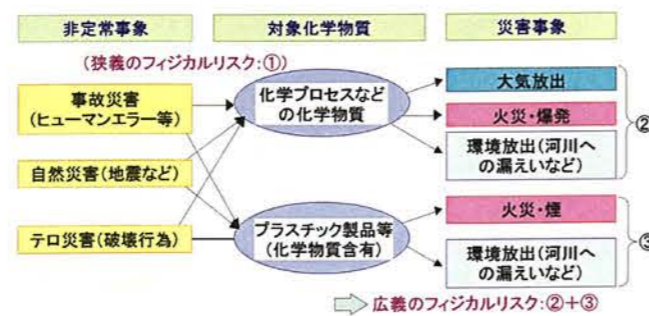 非定常事象
対象化学物質
災害事象
(狭義のフィジカルリスク:①)
事故災害
(ヒューマンエラー等)
自然災害(地震など)
テロ災害(破壊行為)
化学プロセスなど
の化学物質
プラスチック製品等
(化学物質含有)
大気放出
火災・爆発
環境放出(河川へ
の漏えいなど)
②
火災・煙
環境放出(河川へ
の漏えいなど)
③
広義のフィジカルリスク:②+③